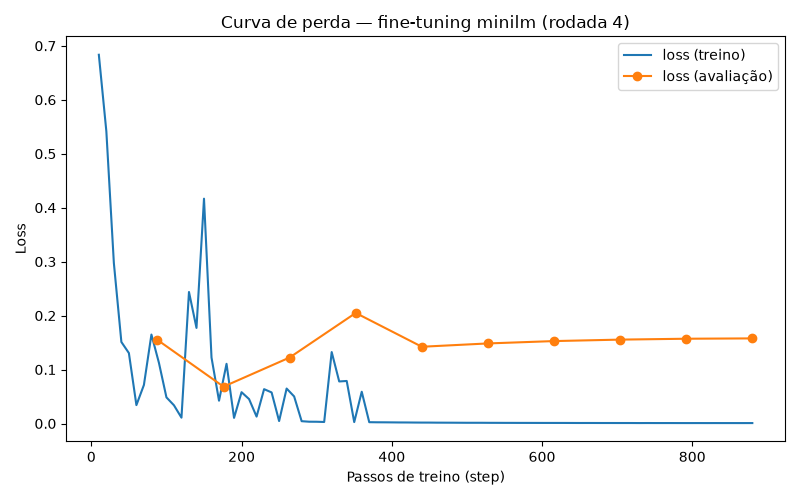 Curva de perda — fine-tuning minilm (rodada 4)
loss (treino)
loss (avaliação)
Loss
0.7
0.6
0.5
0.4
0.3
0.2
0.1
0.0
0 200 400 600 800
Passos de treino (step)